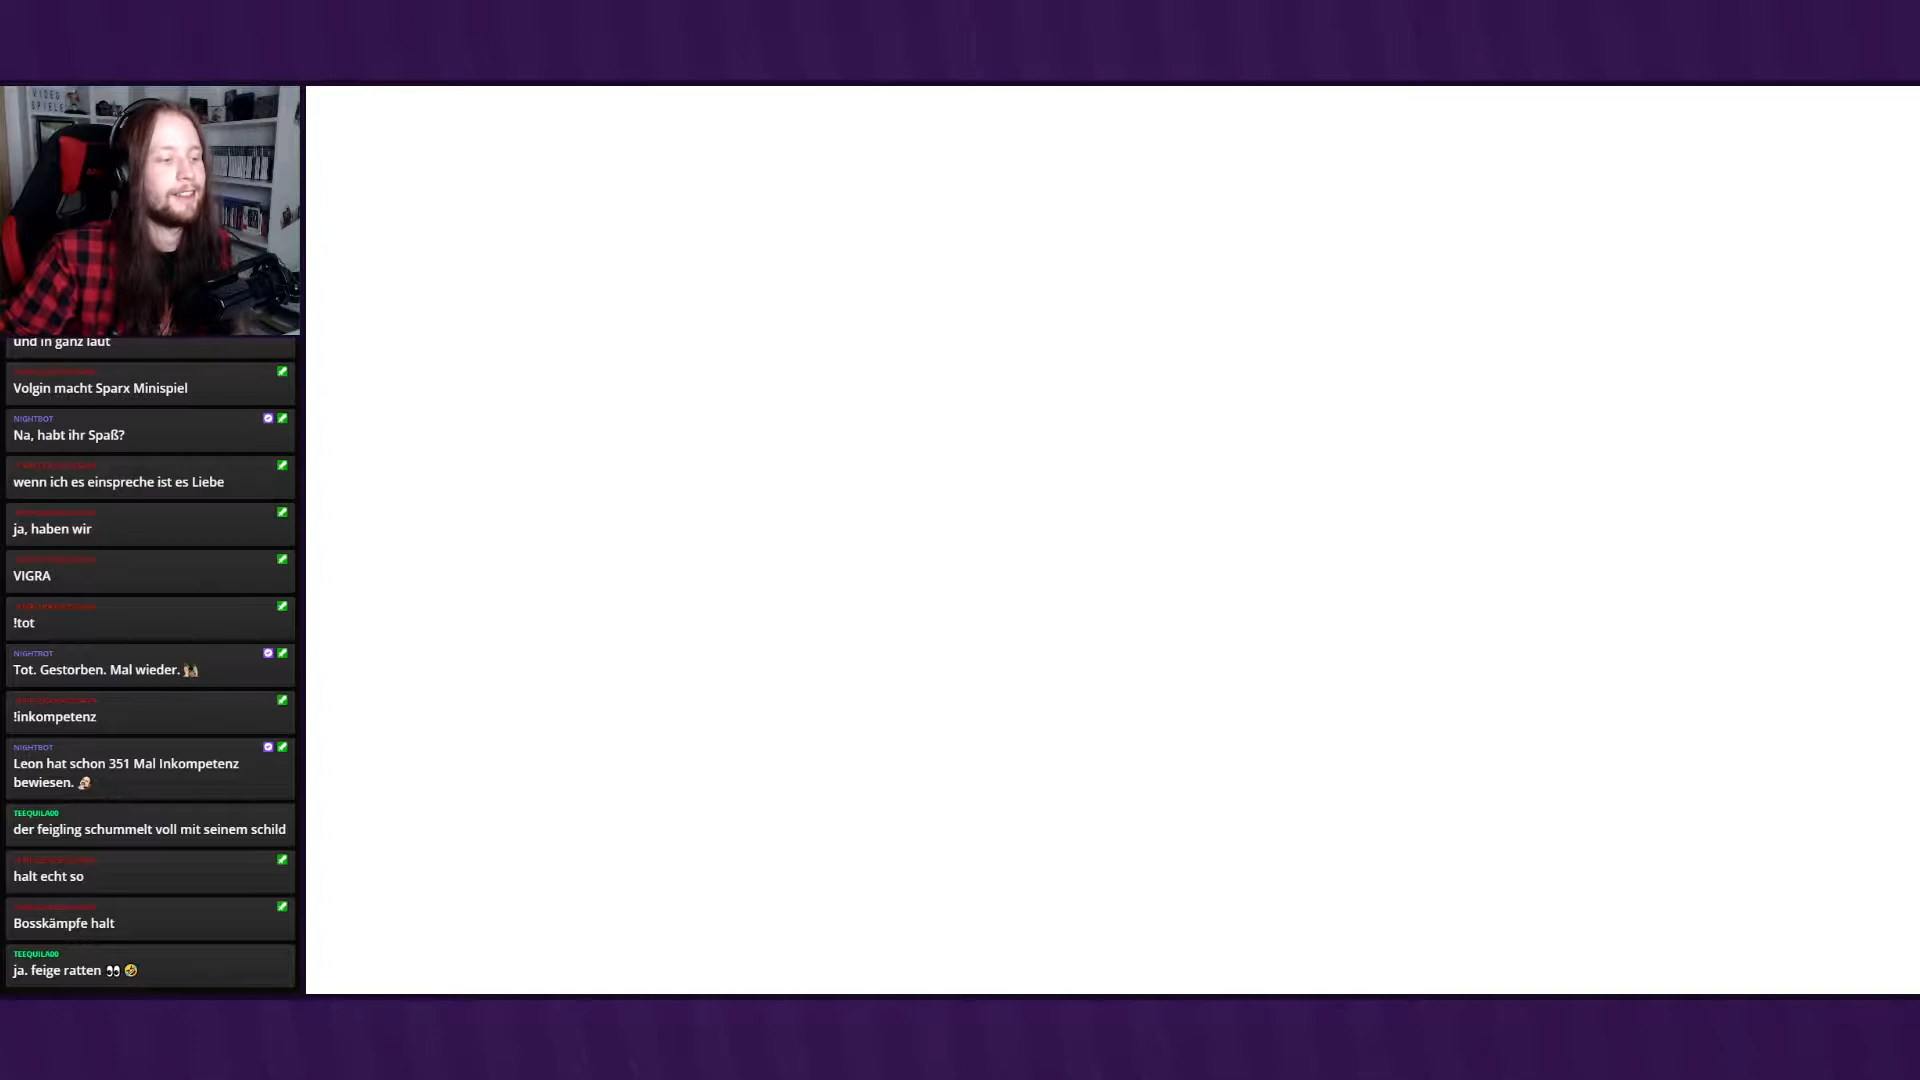 VIDEO
SPIELE
und in ganz laut
Volgin macht Sparx Minispiel
NIGHTBOT
Na, habt ihr Spaß?
wenn ich es einspreche ist es Liebe
ja, haben wir
VIGRA
!tot
NIGHTBOT
Tot. Gestorben. Mal wieder.
!inkompetenz
NIGHTBOT
Leon hat schon 351 Mal Inkompetenz
bewiesen.
TEEQUILA00
der feigling schummelt voll mit seinem schild
halt echt so
Bosskämpfe halt
TEEQUILA00
ja. feige ratten 👀 🤣